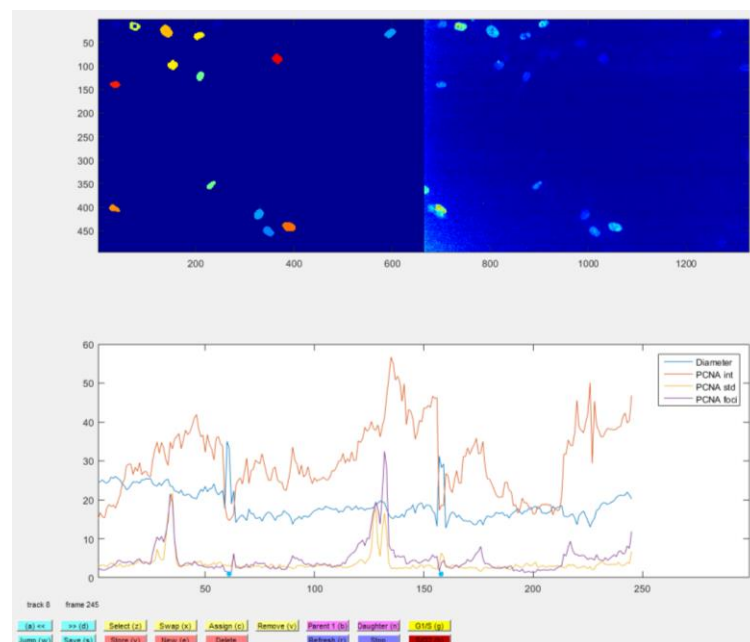 50
100
150
200
250
300
350
400
450
200 400 600 800 1000 1200
60
50
40
30
20
10
0
Diameter
PCNA int
PCNA std
PCNA foci
50 100 150 200 250
track 8 frame 245
(a) << >> (d) Select (z) Swap (x) Assign (c) Remove (v) Parent 1 (b) Daughter (n) G1/S (g)
Jump (w) Save (s) Store (y) New (e) Delete Refresh (r) Stop